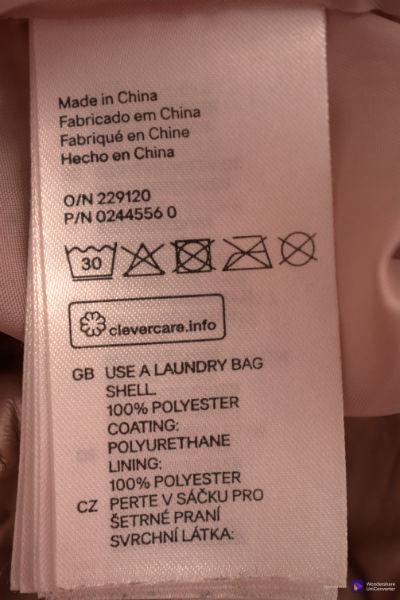 Made in China
Fabricado em China
Fabriqué en Chine
Hecho en China
O/N 229120
P/N 0244556 0
30
clevercare.info
GB USE A LAUNDRY BAG
SHELL.
100% POLYESTER
COATING:
POLYURETHANE
LINING:
100% POLYESTER
CZ PERTE V SÁČKU PRO
ŠETRNÉ PRANÍ
SVRCHNÍ LÁTKA:
Wondershare
UniConverter